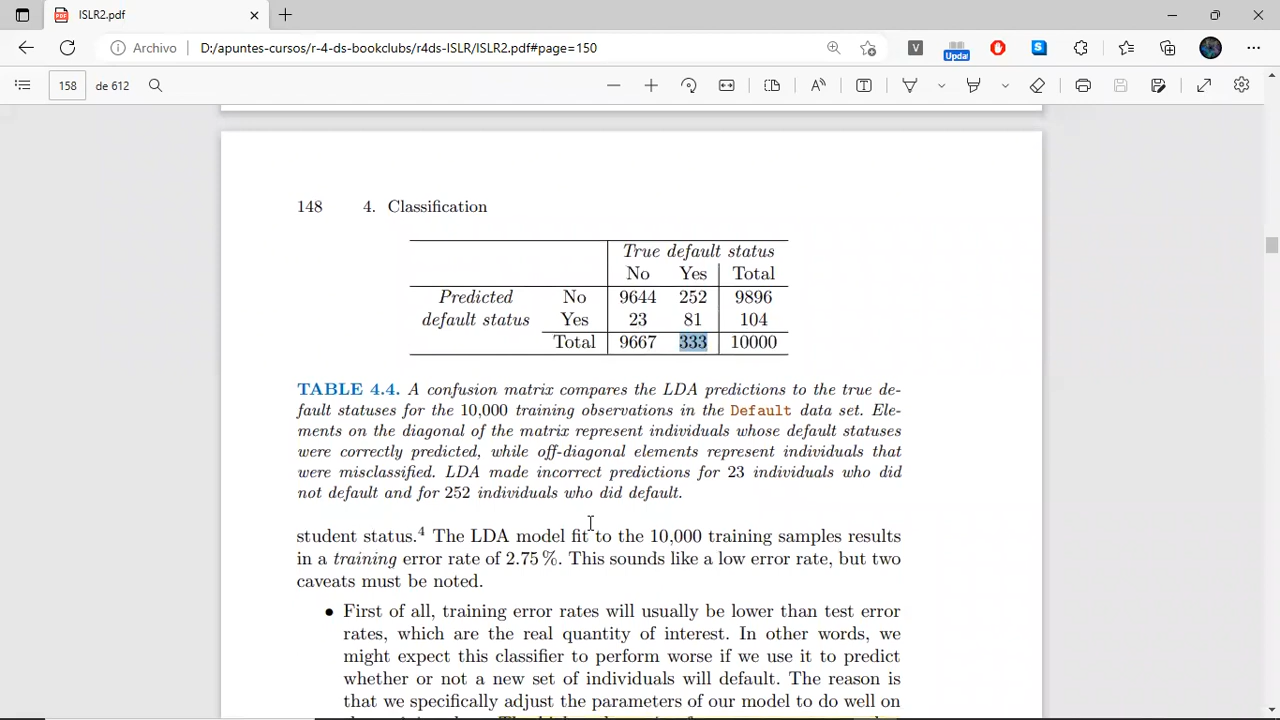 ISLR2.pdf
Archivo D:/apuntes-cursos/r-4-ds-bookclubs/r4ds-ISLR/ISLR2.pdf#page=150
V
Upda!
S
158 de 612
148 4. Classification
True default status
No Yes Total
Predicted No 9644 252 9896
default status Yes 23 81 104
Total 9667 333 10000
TABLE 4.4. A confusion matrix compares the LDA predictions to the true de-
fault statuses for the 10,000 training observations in the Default data set. Ele-
ments on the diagonal of the matrix represent individuals whose default statuses
were correctly predicted, while off-diagonal elements represent individuals that
were misclassified. LDA made incorrect predictions for 23 individuals who did
not default and for 252 individuals who did default.
student status.4 The LDA model fit to the 10,000 training samples results
in a training error rate of 2.75 %. This sounds like a low error rate, but two
caveats must be noted.
• First of all, training error rates will usually be lower than test error
rates, which are the real quantity of interest. In other words, we
might expect this classifier to perform worse if we use it to predict
whether or not a new set of individuals will default. The reason is
that we specifically adjust the parameters of our model to do well on